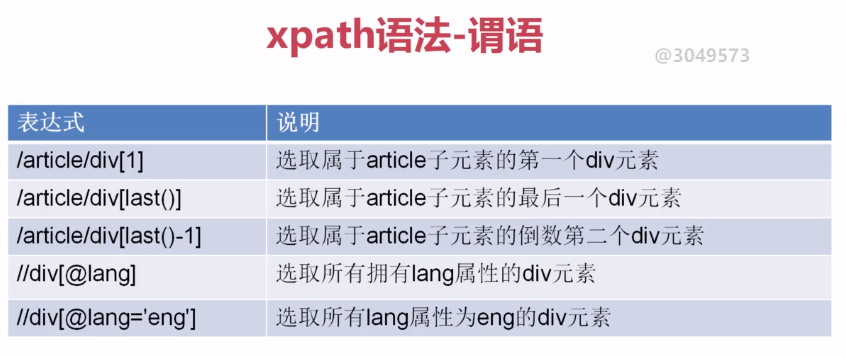 xpath语法-谓语
@3049573
表达式 说明
/article/div[1] 选取属于article子元素的第一个div元素
/article/div[last()] 选取属于article子元素的最后一个div元素
/article/div[last()-1] 选取属于article子元素的倒数第二个div元素
//div[@lang] 选取所有拥有lang属性的div元素
//div[@lang='eng'] 选取所有lang属性为eng的div元素